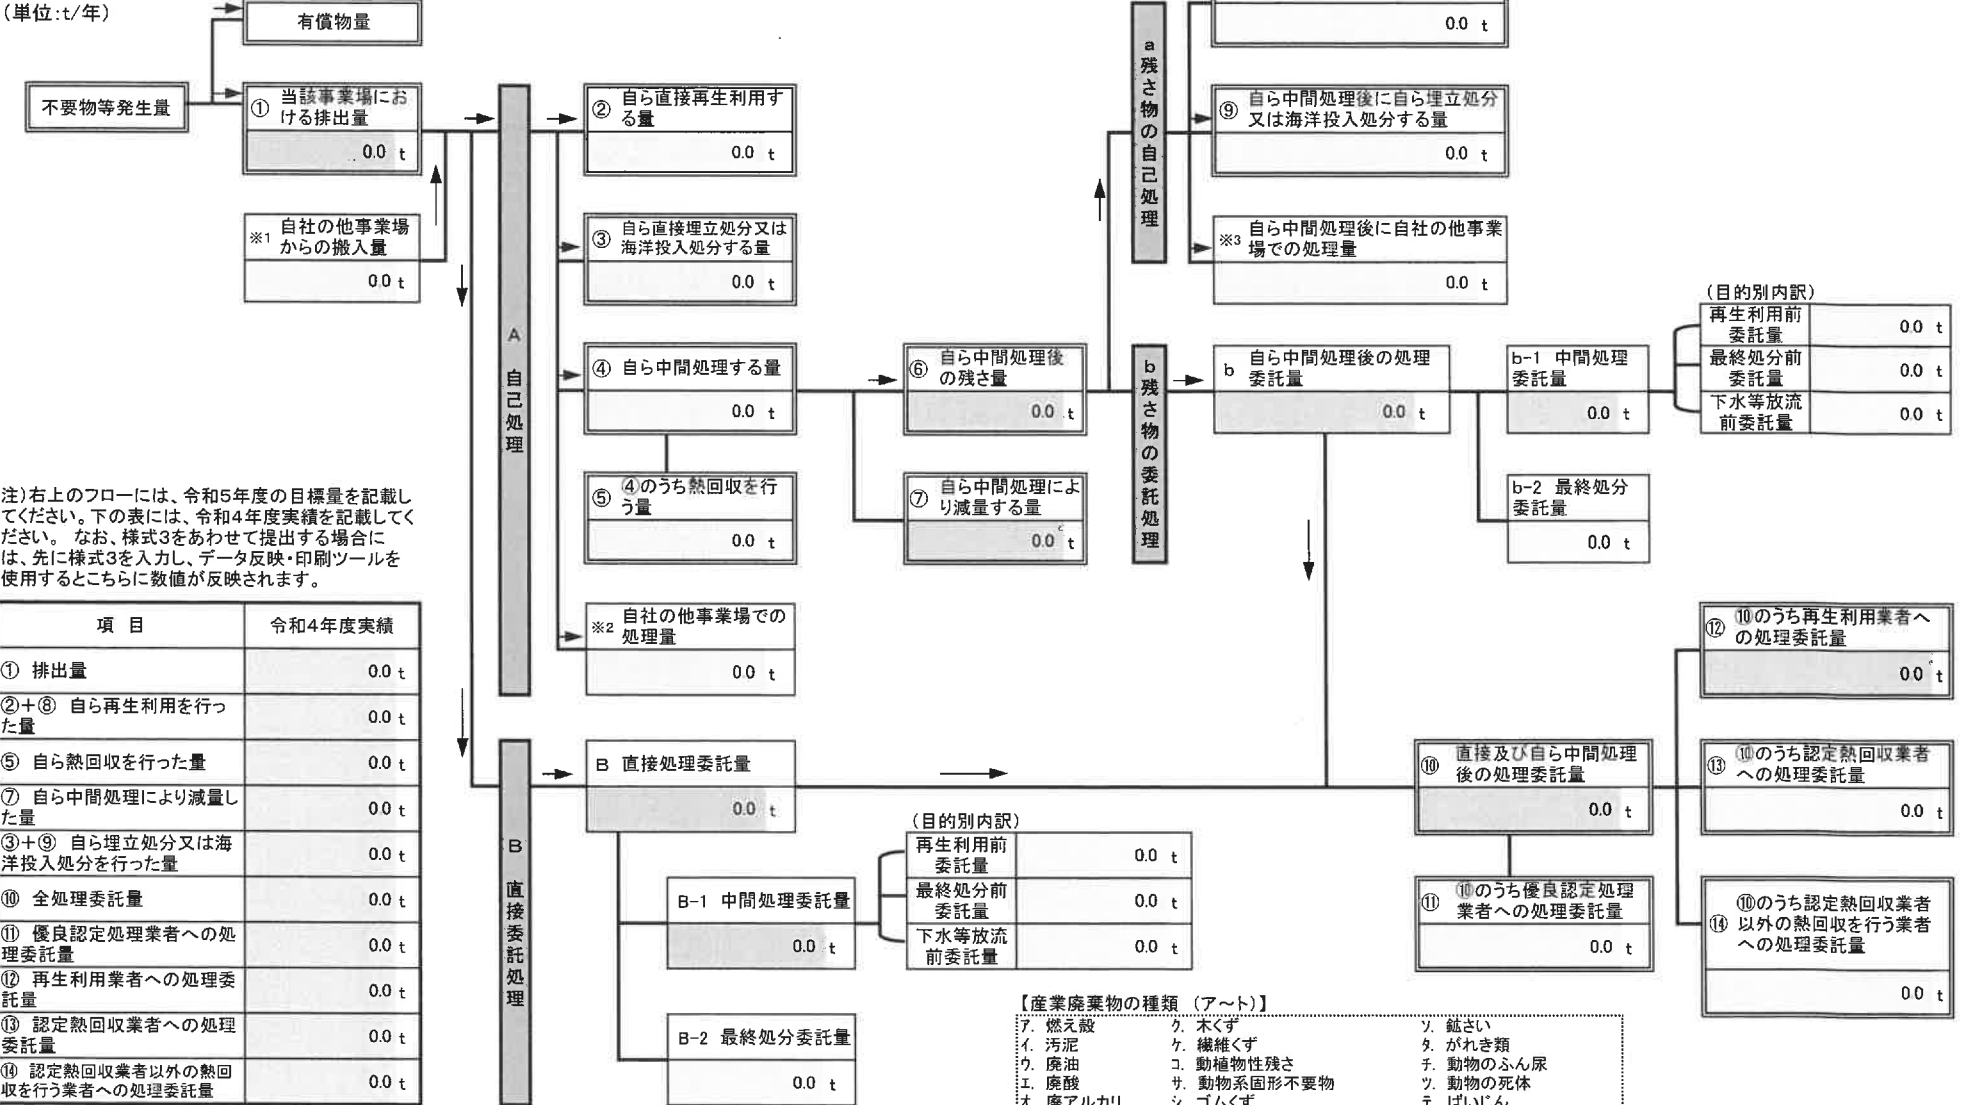 (単位:t/年)
有償物量
不要物等発生量
① 当該事業場にお
ける排出量
0.0 t
※1 自社の他事業場
からの搬入量
0.0 t
A 自己処理
② 自ら直接再生利用す
る量
0.0 t
③ 自ら直接埋立処分又は
海洋投入処分する量
0.0 t
④ 自ら中間処理する量
0.0 t
⑤ ④のうち熱回収を行
う量
0.0 t
※2 自社の他事業場での
処理量
0.0 t
⑥ 自ら中間処理後
の残さ量
0.0 t
⑦ 自ら中間処理によ
り減量する量
0.0 t
a 残さ物の自己処理
0.0 t
⑨ 自ら中間処理後に自ら埋立処分
又は海洋投入処分する量
0.0 t
※3 自ら中間処理後に自社の他事業
場での処理量
0.0 t
b 残さ物の委託処理
b 自ら中間処理後の処理
委託量
0.0 t
b-1 中間処理
委託量
0.0 t
(目的別内訳)
再生利用前
委託量 0.0 t
最終処分前
委託量 0.0 t
下水等放流
前委託量 0.0 t
b-2 最終処分
委託量
0.0 t
注)右上のフローには、令和5年度の目標量を記載し
てください。下の表には、令和4年度実績を記載してく
ださい。 なお、様式3をあわせて提出する場合に
は、先に様式3を入力し、データ反映・印刷ツールを
使用するとこちらに数値が反映されます。
項 目 令和4年度実績
① 排出量 0.0 t
②+⑧ 自ら再生利用を行っ
た量 0.0 t
⑤ 自ら熱回収を行った量 0.0 t
⑦ 自ら中間処理により減量し
た量 0.0 t
③+⑨ 自ら埋立処分又は海
洋投入処分を行った量 0.0 t
⑩ 全処理委託量 0.0 t
⑪ 優良認定処理業者への処
理委託量 0.0 t
⑫ 再生利用業者への処理委
託量 0.0 t
⑬ 認定熱回収業者への処理
委託量 0.0 t
⑭ 認定熱回収業者以外の熱回
収を行う業者への処理委託量 0.0 t
B 直接委託処理
B 直接処理委託量
0.0 t
B-1 中間処理委託量
0.0 t
(目的別内訳)
再生利用前
委託量 0.0 t
最終処分前
委託量 0.0 t
下水等放流
前委託量 0.0 t
B-2 最終処分委託量
0.0 t
⑩ 直接及び自ら中間処理
後の処理委託量
0.0 t
⑪ ⑩のうち優良認定処理
業者への処理委託量
0.0 t
⑫ ⑩のうち再生利用業者へ
の処理委託量
0.0 t
⑬ ⑩のうち認定熱回収業者
への処理委託量
0.0 t
⑭ ⑩のうち認定熱回収業者
以外の熱回収を行う業者
への処理委託量
0.0 t
【産業廃棄物の種類 (ア~ト)】
ア. 燃え殻 ク. 木くず ソ. 鉱さい
イ. 汚泥 ケ. 繊維くず タ. がれき類
ウ. 廃油 コ. 動植物性残さ チ. 動物のふん尿
エ. 廃酸 サ. 動物系固形不要物 ツ. 動物の死体
オ. 廃アルカリ シ. ゴムくず テ. ばいじん